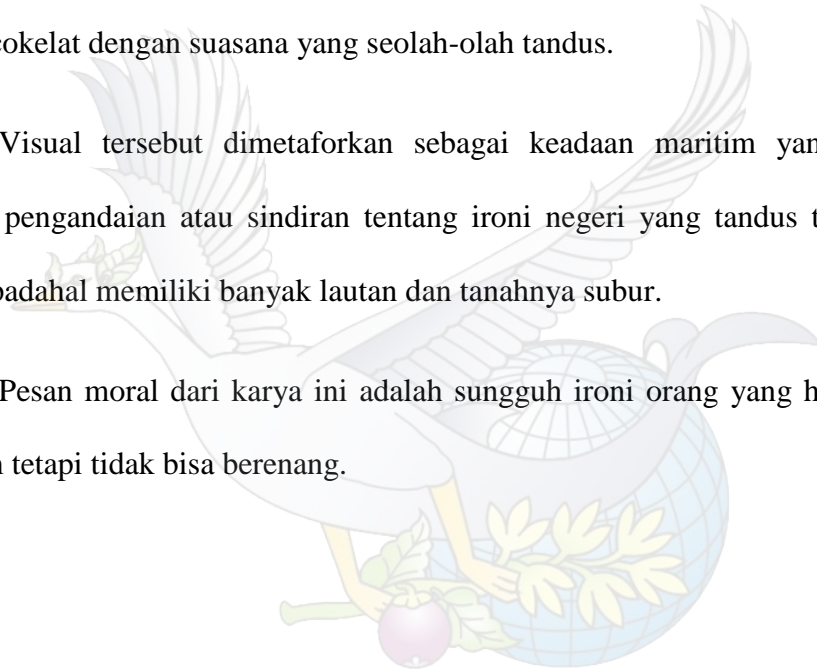 cokelat dengan suasana yang seolah-olah tandus.
Visual tersebut dimetaforkan sebagai keadaan maritim
pengandaian atau sindiran tentang ironi negeri yang tandus
padahal memiliki banyak lautan dan tanahnya subur.
Pesan moral dari karya ini adalah sungguh ironi orang yang
tetapi tidak bisa berenang.